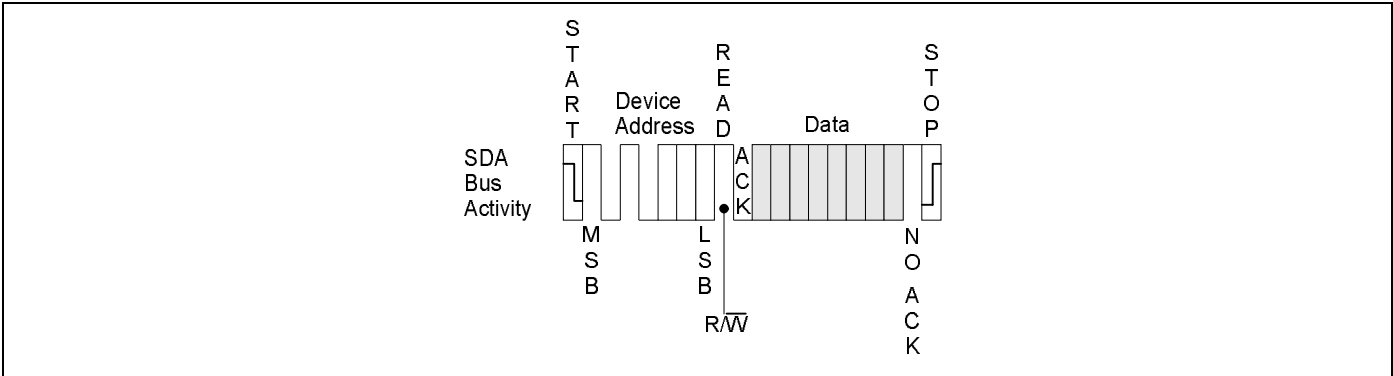 START
READ
STOP
Device
Address
Data
SDA
Bus
Activity
ACK
MSB
LSB
NO ACK
R/W̅